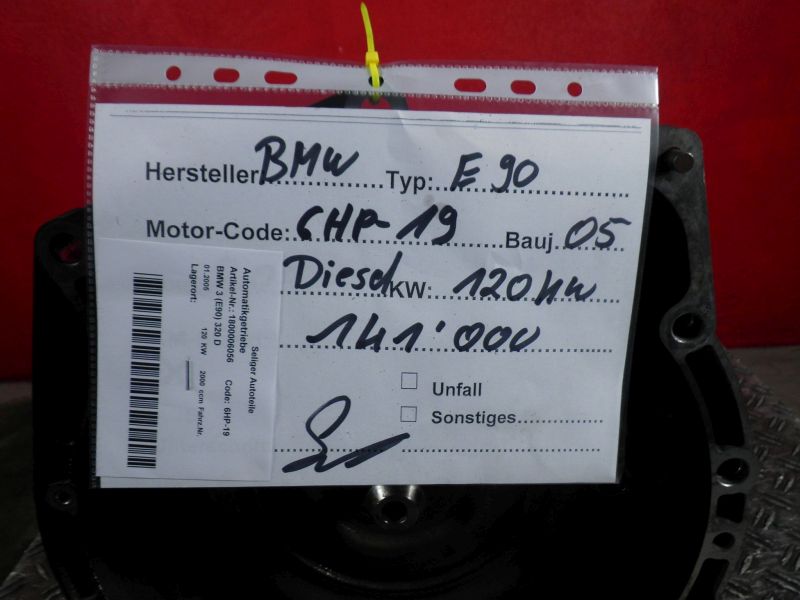 Hersteller: BMW Typ: E 90
Motor-Code: 6HP-19 Bauj. 05
Diesel KW: 120 kw
141'000
Unfall
Sonstiges
Seliger Autoteile
Automatikgetriebe
Artikel-Nr.: 1800006056 Code: 6HP-19
BMW 3 (E90) 320 D
01.2005 120 KW 2000 ccm Fahrz.Nr.
Lagerort: